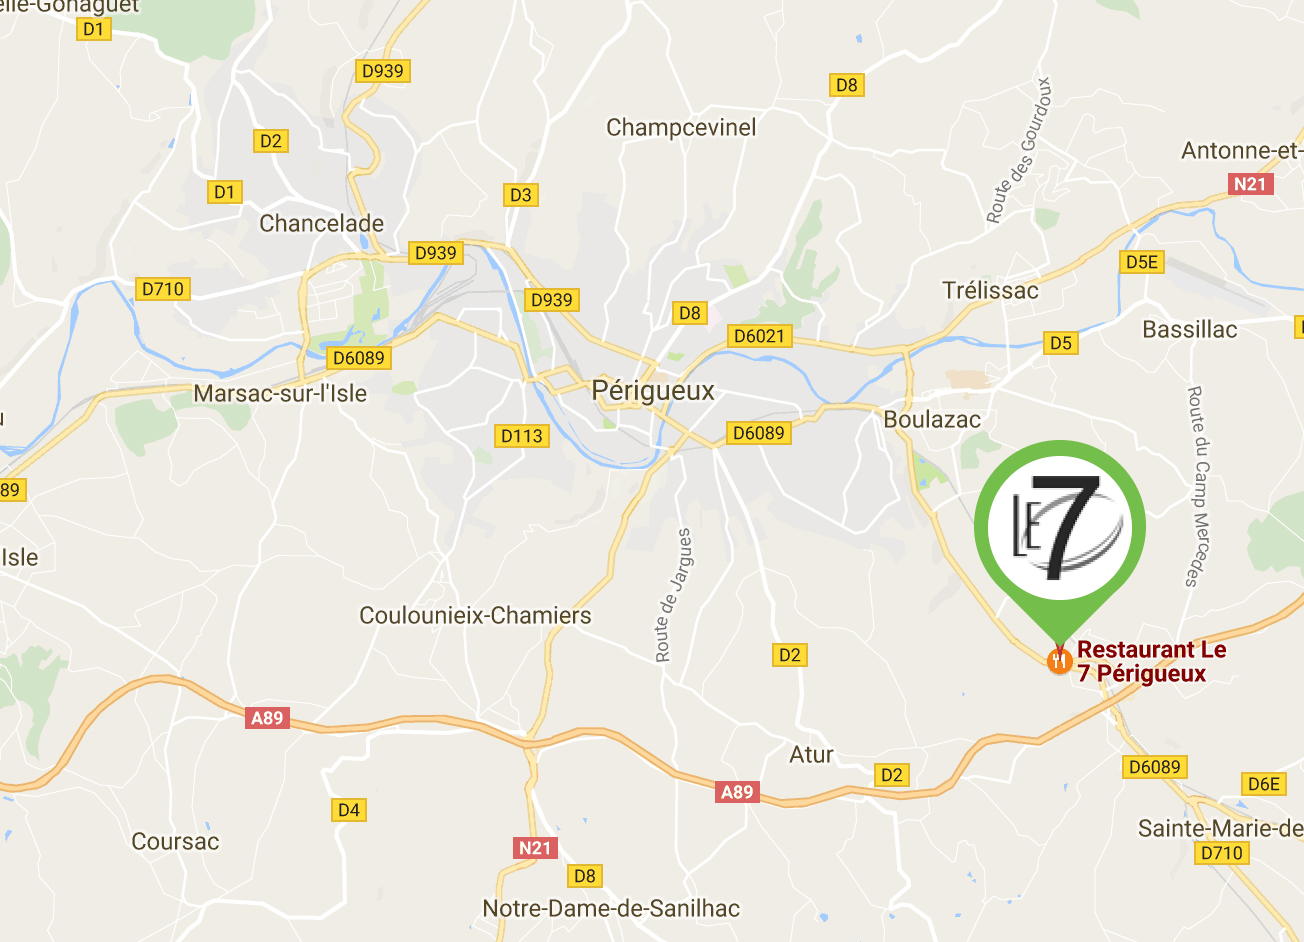 elle-Gonaguet
D1
D939
D8
D2
Champcevinel
Route des Gourdoux
Antonne-et-
N21
D1
D3
Chancelade
D939
D5E
D710
D939
Trélissac
D8
D6021
Bassillac
D5
D6089
Marsac-sur-l'Isle
Périgueux
Boulazac
Route du Camp Mercedes
D113
D6089
89
LE 7
Isle
Route de Jargues
Coulounieix-Chamiers
D2
Restaurant Le
7 Périgueux
A89
Atur
D6089
D2
D6E
A89
D4
Coursac
Sainte-Marie-de
N21
D710
D8
Notre-Dame-de-Sanilhac